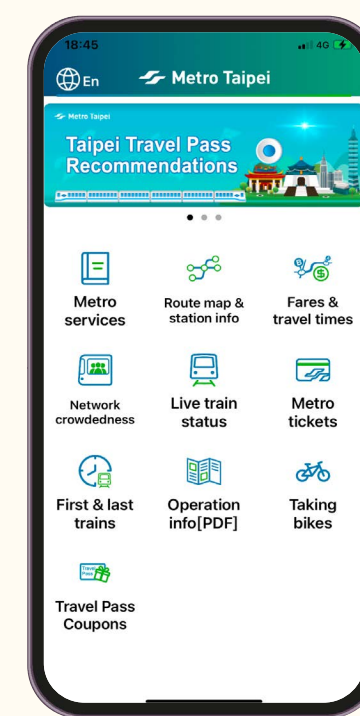 18:45
4G
En
Metro Taipei
Metro Taipei
Taipei Travel Pass
Recommendations
Metro
services
Route map &
station info
Fares &
travel times
Network
crowdedness
Live train
status
Metro
tickets
First & last
trains
Operation
info[PDF]
Taking
bikes
Travel
Pass
Travel Pass
Coupons